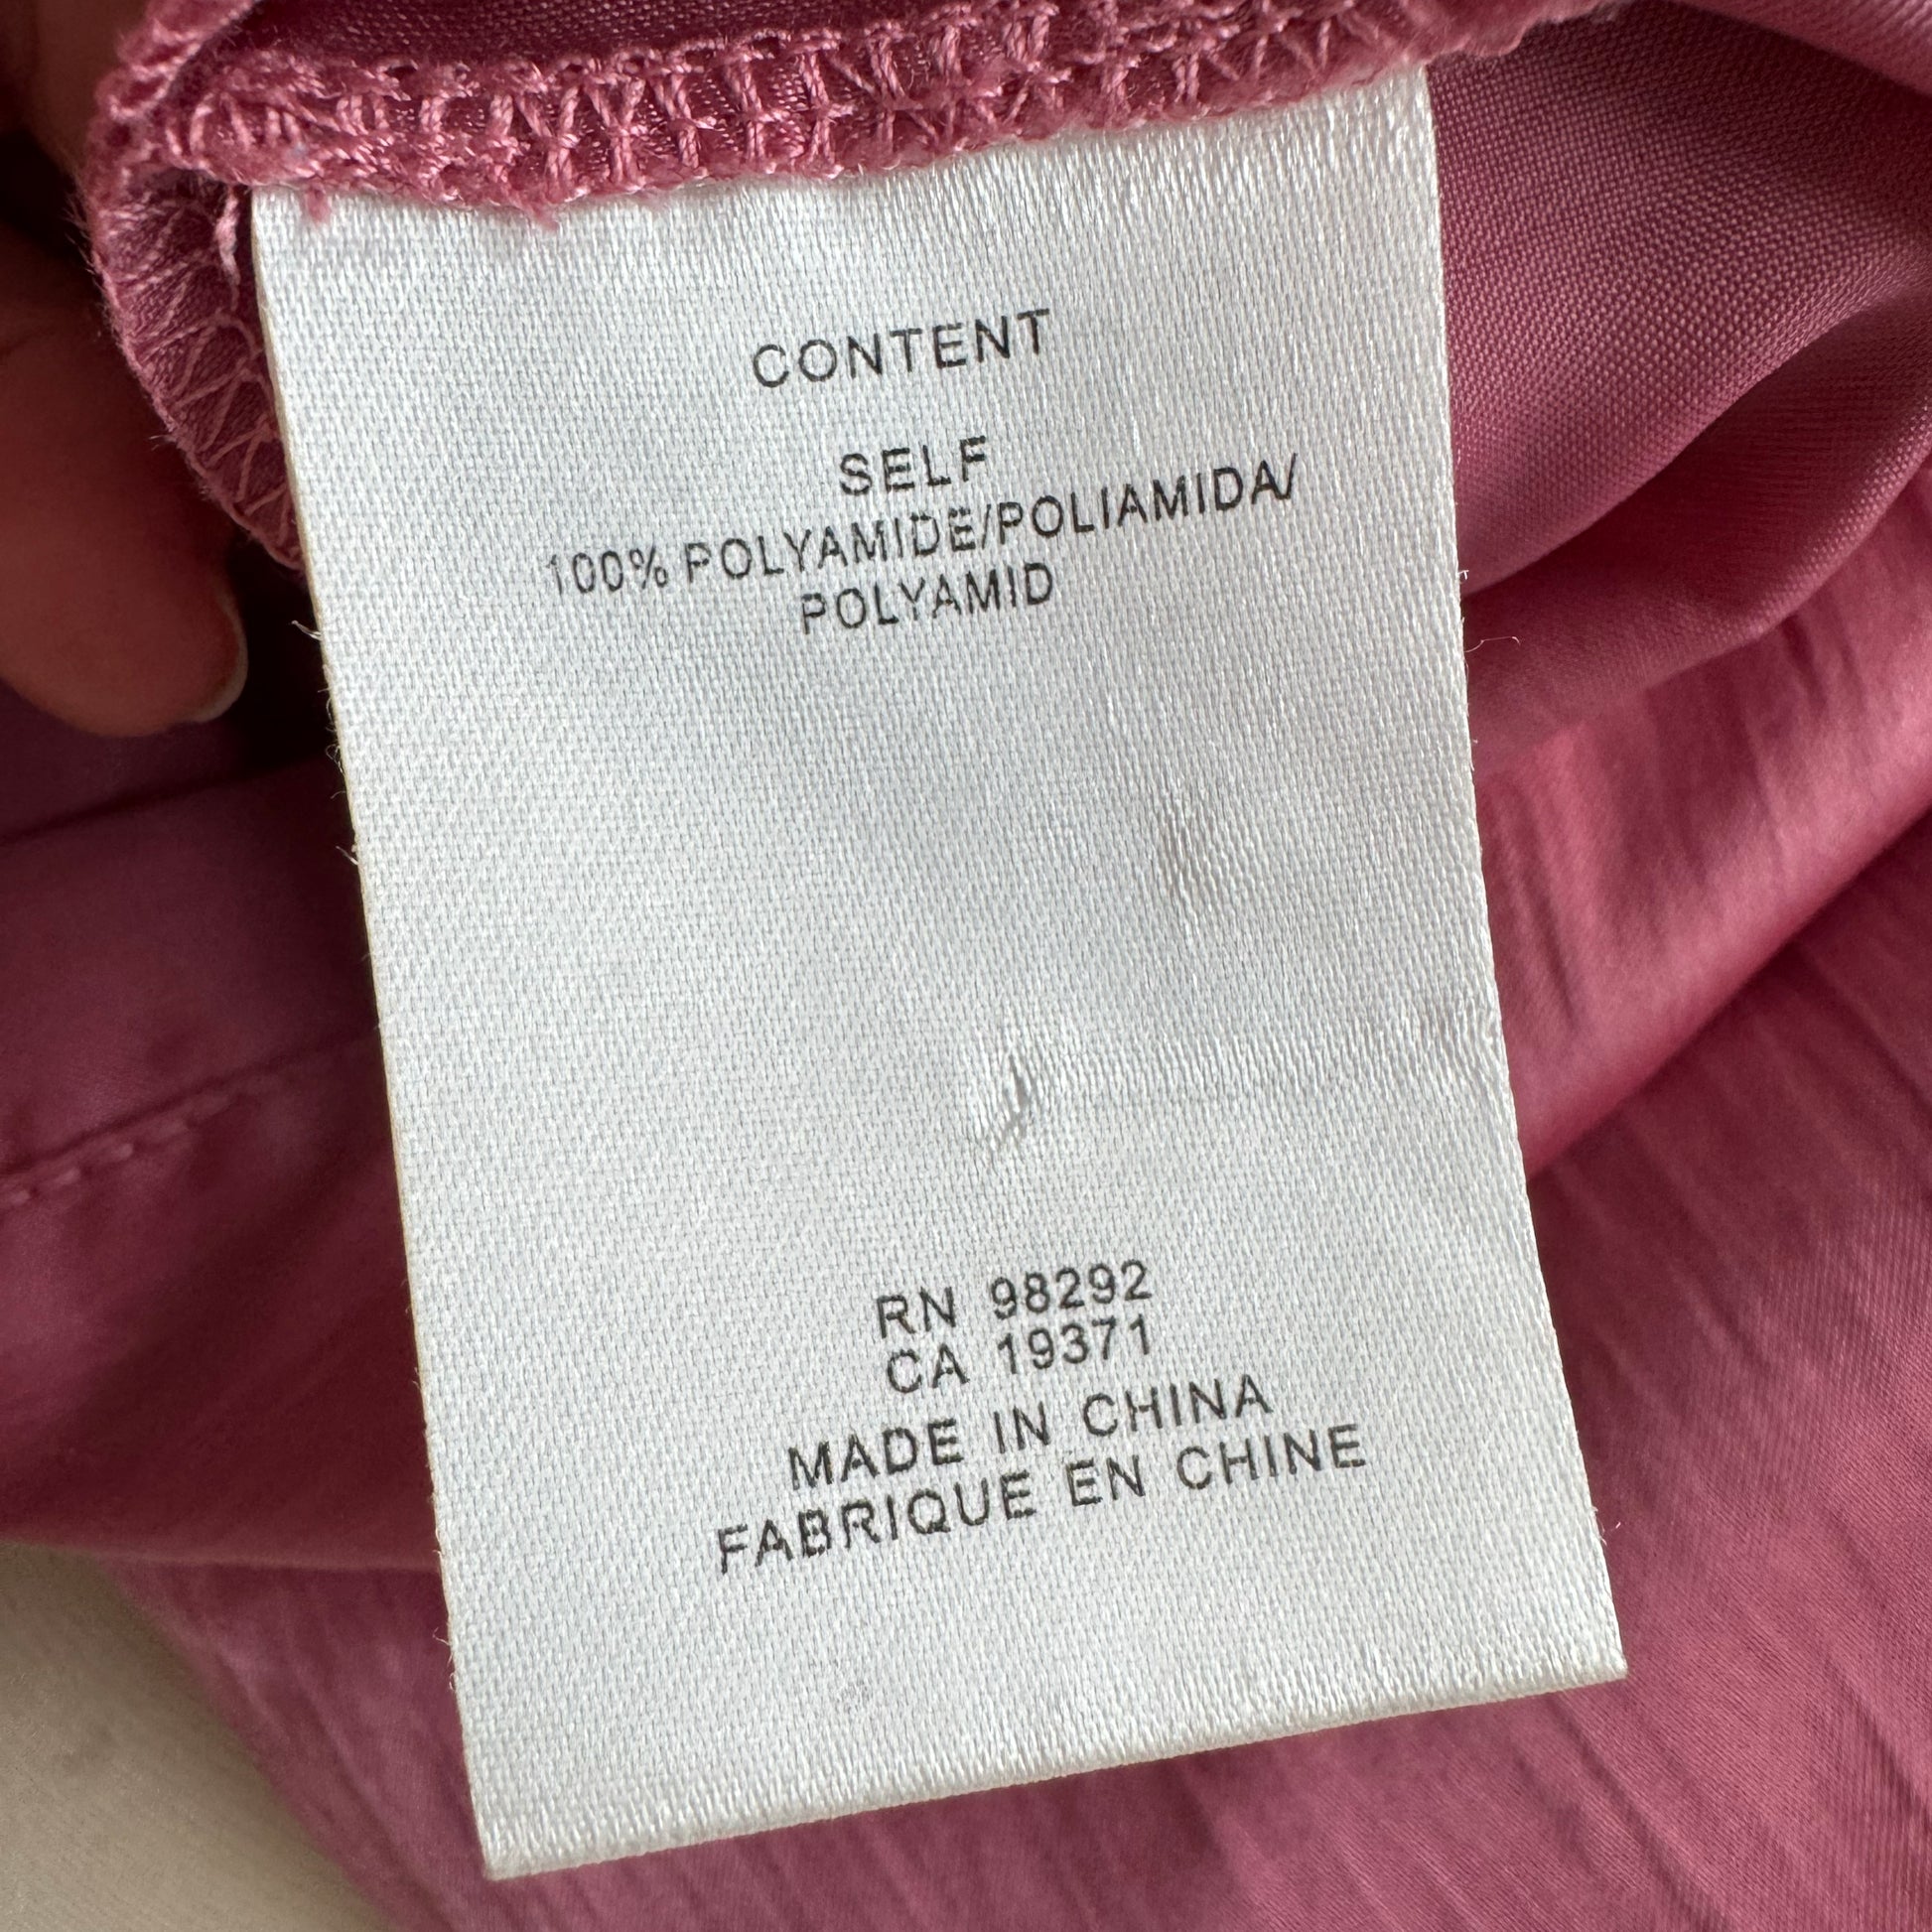 CONTENT
SELF
100% POLYAMIDE/POLIAMIDA/
POLYAMID
RN 98292
CA 19371
MADE IN CHINA
FABRIQUE EN CHINE